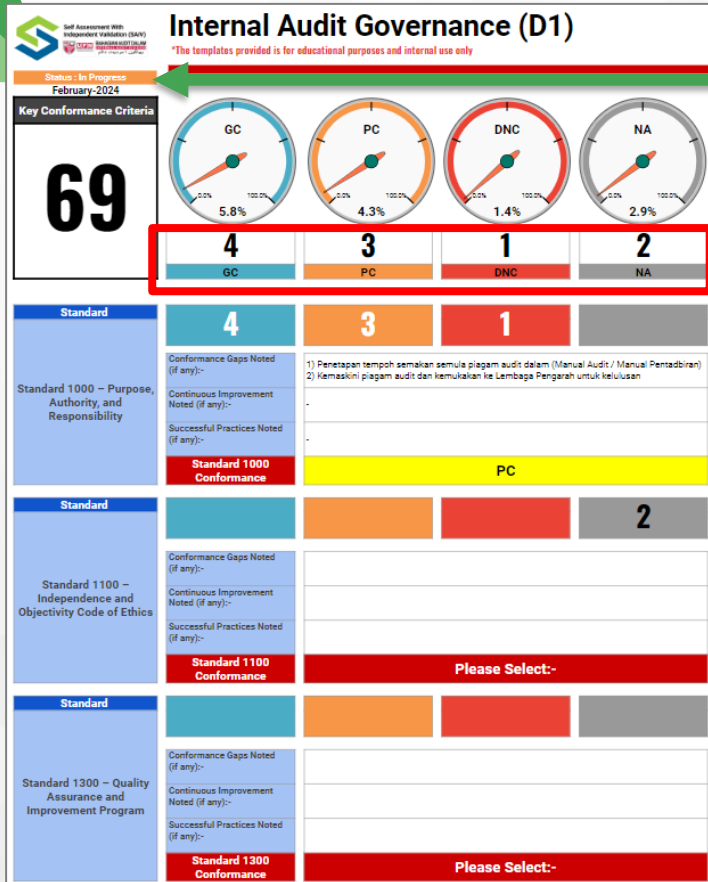 Self Assessment With
Independent Validation (SAIV)
UPM
Internal Audit Governance (D1)
*The templates provided is for educational purposes and internal use only
Status : In Progress
February-2024
Key Conformance Criteria
69
GC
0.0% 100.0%
5.8%
PC
0.0% 100.0%
4.3%
DNC
0.0% 100.0%
1.4%
NA
0.0% 100.0%
2.9%
4 3 1 2
GC PC DNC NA
Standard
4 3 1
Standard 1000 – Purpose,
Authority, and
Responsibility
Conformance Gaps Noted
(if any):-
1) Penetapan tempoh semakan semula piagam audit dalam (Manual Audit / Manual Pentadbiran)
2) Kemaskini piagam audit dan kemukakan ke Lembaga Pengarah untuk kelulusan
Continuous Improvement
Noted (if any):-
-
Successful Practices Noted
(if any):-
-
Standard 1000
Conformance
PC
Standard
2
Standard 1100 –
Independence and
Objectivity Code of Ethics
Conformance Gaps Noted
(if any):-
Continuous Improvement
Noted (if any):-
Successful Practices Noted
(if any):-
Standard 1100
Conformance
Please Select:-
Standard
Standard 1300 – Quality
Assurance and
Improvement Program
Conformance Gaps Noted
(if any):-
Continuous Improvement
Noted (if any):-
Successful Practices Noted
(if any):-
Standard 1300
Conformance
Please Select:-